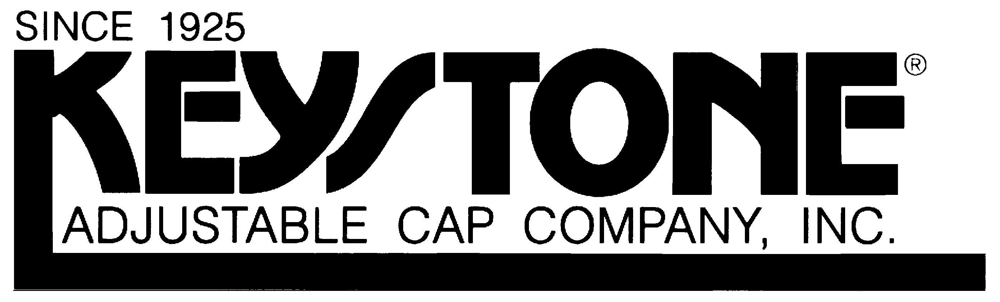 SINCE 1925
KEYSTONE®
ADJUSTABLE CAP COMPANY, INC.